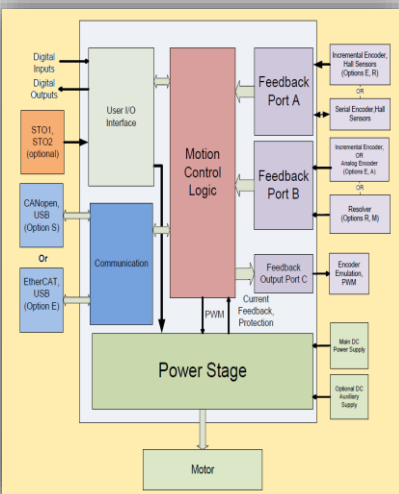 Digital
Inputs
Digital
Outputs
User I/O
Interface
STO1,
STO2
(optional)
CANopen,
USB
(Option S)
Or
EtherCAT,
USB
(Option E)
Communication
Motion
Control
Logic
Feedback
Port A
Feedback
Port B
Feedback
Output Port C
Incremental Encoder,
Hall Sensors
(Options E, R)
OR
Serial Encoder,Hall
Sensors
Incremental Encoder,
OR
Analog Encoder
(Options E, A)
OR
Resolver
(Options R, M)
Encoder
Emulation,
PWM
PWM
Current
Feedback,
Protection
Power Stage
Main DC
Power Supply
Optional DC
Auxiliary
Supply
Motor